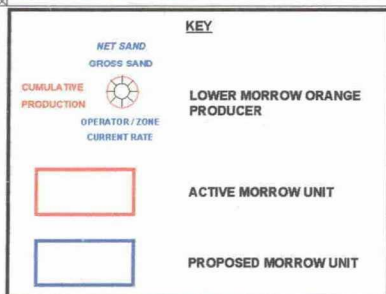 KEY
NET SAND
GROSS SAND
CUMULATIVE
PRODUCTION
OPERATOR / ZONE
CURRENT RATE
LOWER MORROW ORANGE
PRODUCER
ACTIVE MORROW UNIT
PROPOSED MORROW UNIT